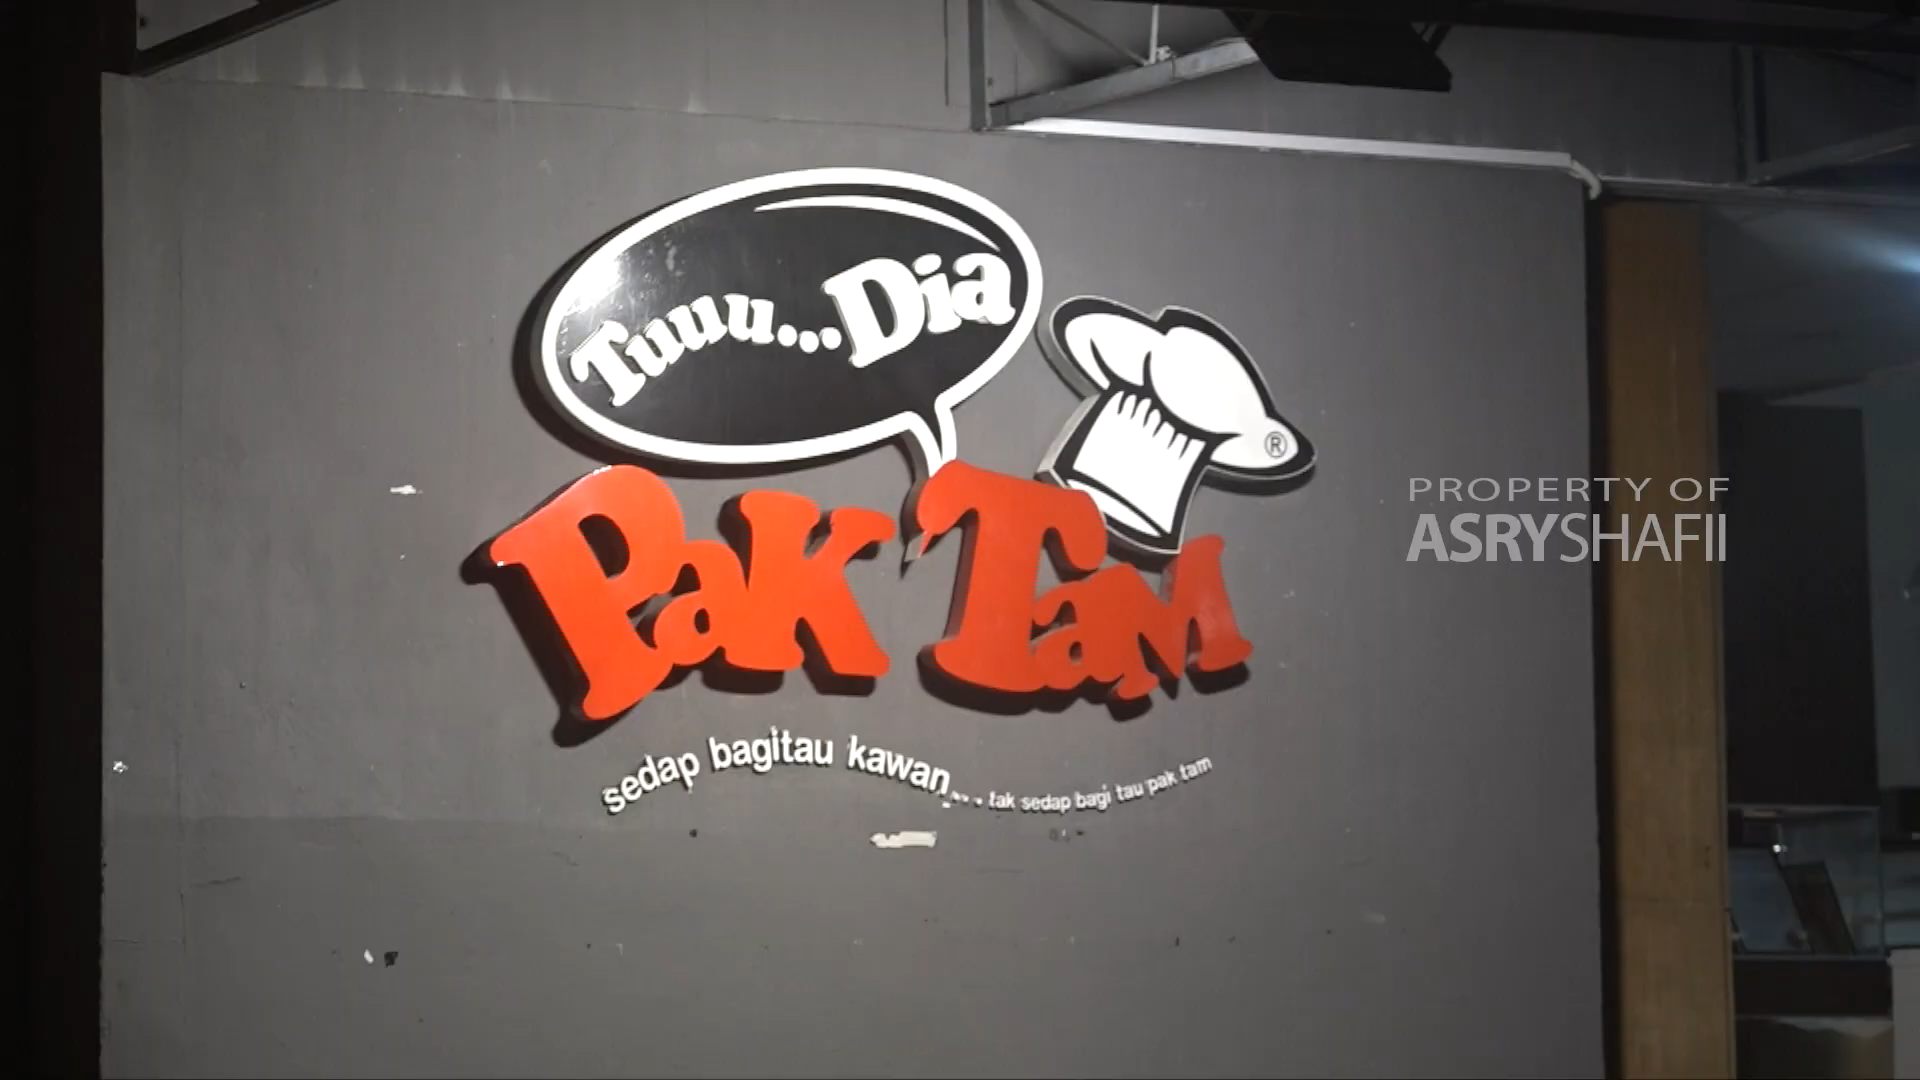 Tuuu...Dia
®
Pak Tam
sedap bagitau kawan,... tak sedap bagi tau pak tam
PROPERTY OF
ASRYSHAFII